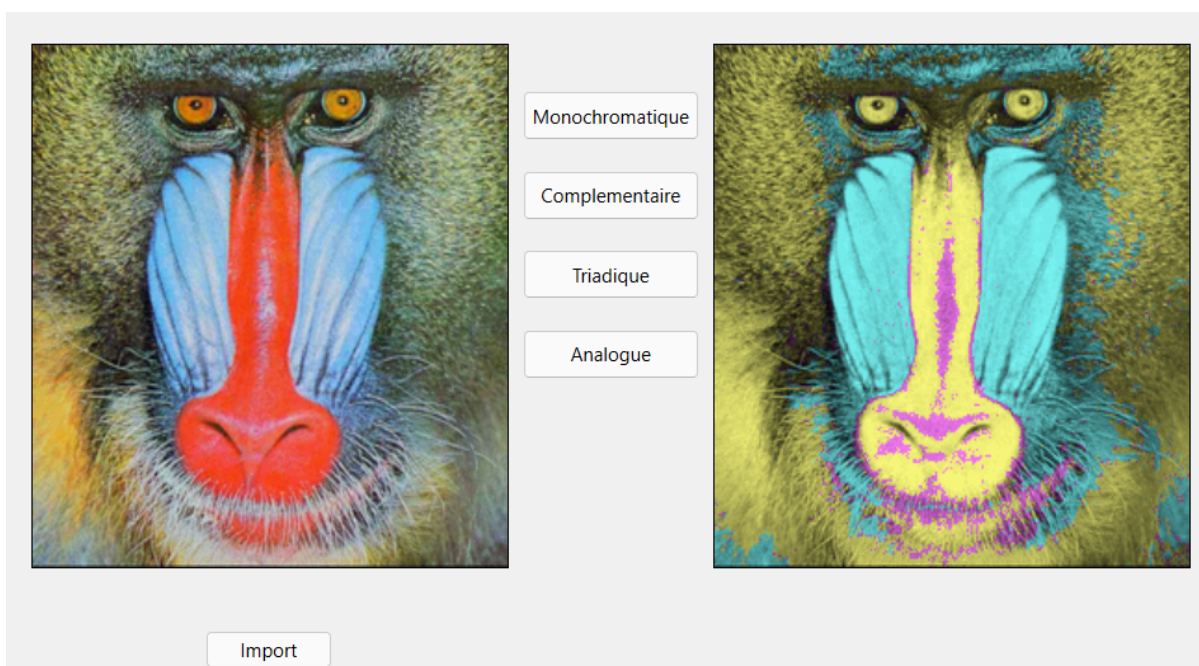 Monochromatique
Complementaire
Triadique
Analogue
Import